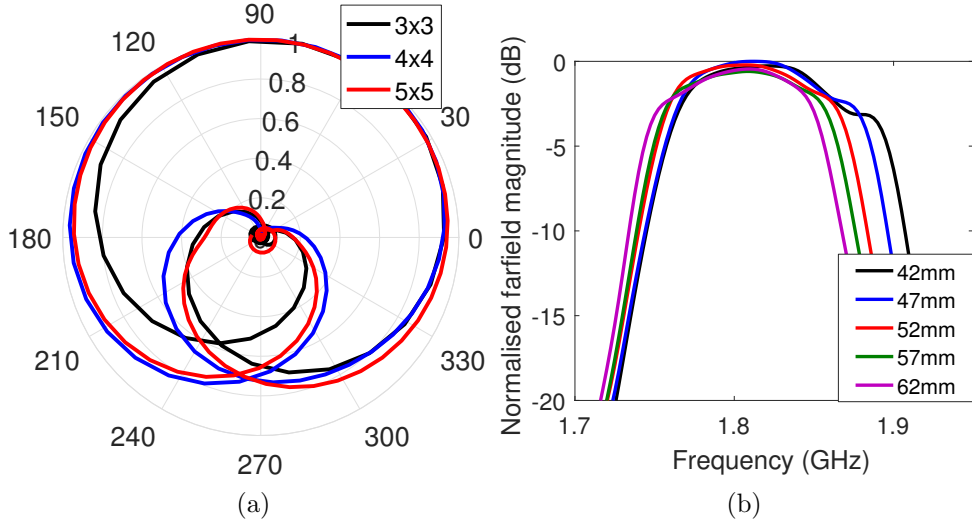 90
120
60
150
30
180
0
210
330
240
300
270
1
0.8
0.6
0.4
0.2
3x3
4x4
5x5
(a)
Normalised farfield magnitude (dB)
0
-5
-10
-15
-20
1.7
1.8
1.9
Frequency (GHz)
42mm
47mm
52mm
57mm
62mm
(b)